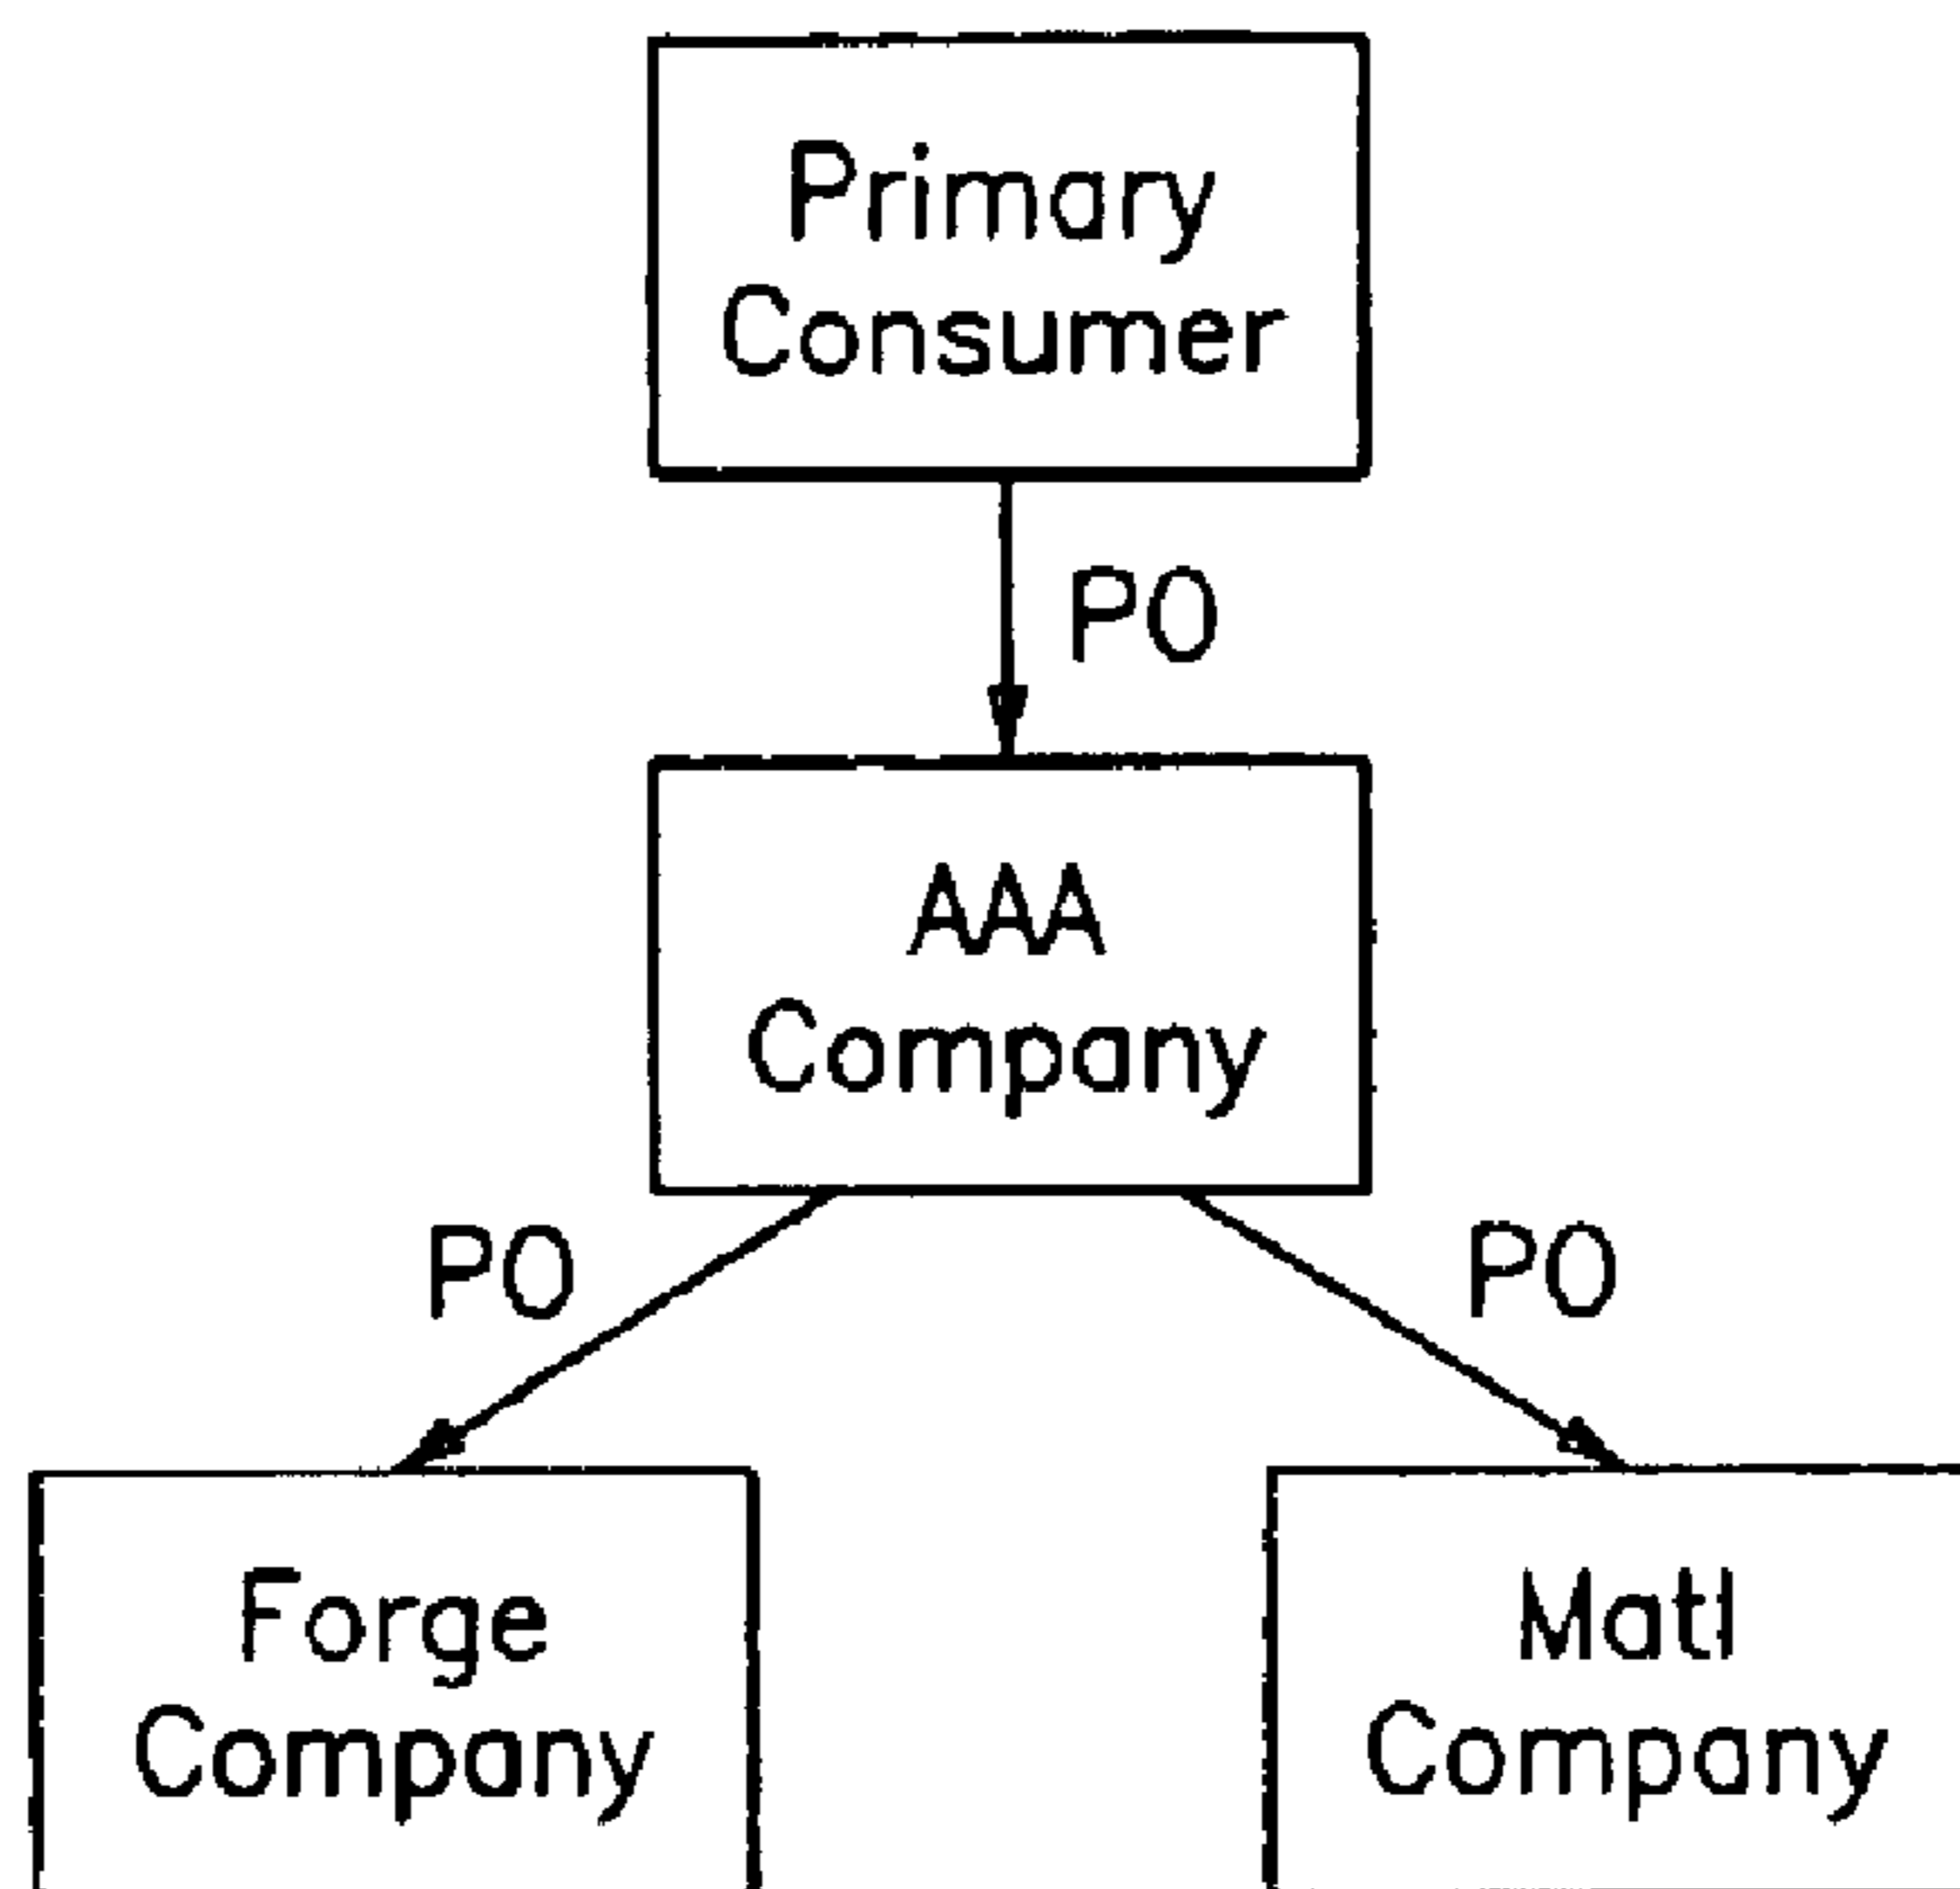 Primary
Consumer
PO
AAA
Company
PO
PO
Forge
Company
Matl
Company